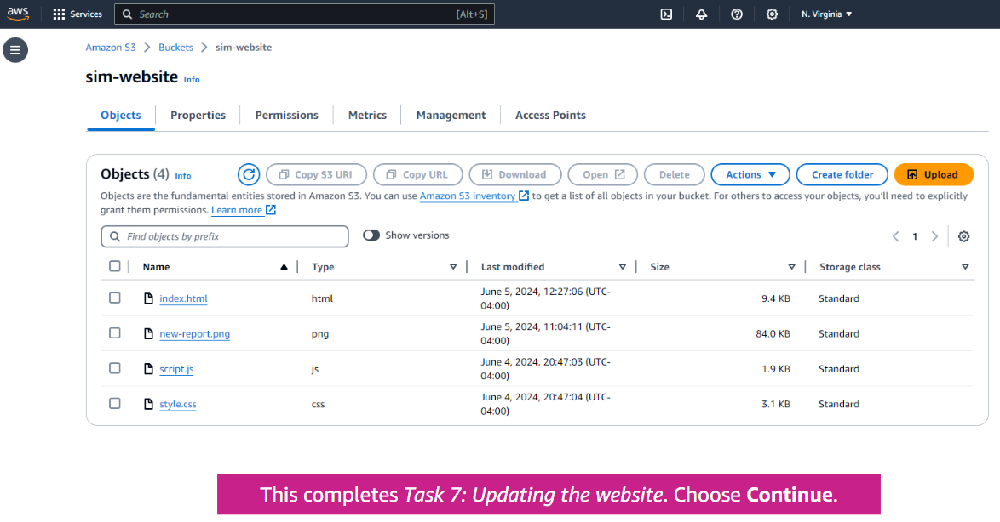 aws Services Search [Alt+S] N. Virginia
Amazon S3 Buckets sim-website
sim-website Info
Objects Properties Permissions Metrics Management Access Points
Objects (4) Info Copy S3 URI Copy URL Download Open Delete Actions Create folder Upload
Objects are the fundamental entities stored in Amazon S3. You can use Amazon S3 inventory to get a list of all objects in your bucket. For others to access your objects, you'll need to explicitly
grant them permissions. Learn more
Find objects by prefix Show versions 1
Name Type Last modified Size Storage class
index.html html June 5, 2024, 12:27:06 (UTC-
04:00) 9.4 KB Standard
new-report.png png June 5, 2024, 11:04:11 (UTC-
04:00) 84.0 KB Standard
script.js js June 4, 2024, 20:47:03 (UTC-
04:00) 1.9 KB Standard
style.css css June 4, 2024, 20:47:04 (UTC-
04:00) 3.1 KB Standard
This completes Task 7: Updating the website. Choose Continue.